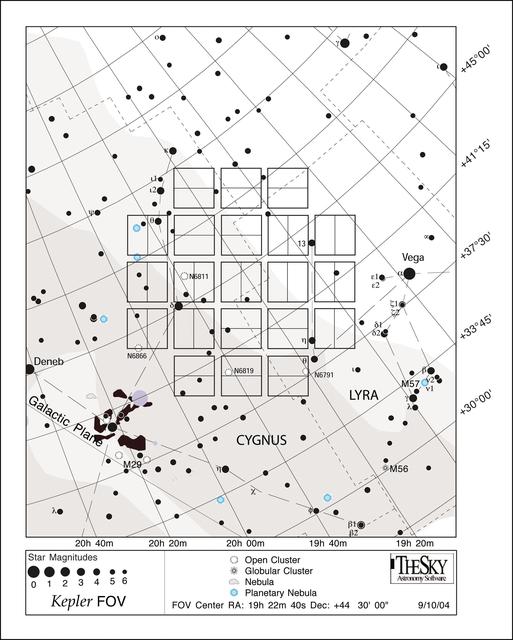 ο
γ
ι
+45°00'
κ
+41°15'
ι1
ι2
ψ
θ
13
∞
+37°30'
Vega
N6811
ε1
ε2
α
ζ1
ζ2
δ
+33°45'
δ1
δ2
η
N6866
θ
Deneb
N6819
N6791
β
M57
ν2
ν1
λ
LYRA
+30°00'
Galactic Plane
CYGNUS
M29
η
M56
χ
λ
φ
β1
β2
20h 40m
20h 20m
20h 00m
19h 40m
19h 20m
Star Magnitudes
0 1 2 3 4 5 6
Kepler FOV
Open Cluster
Globular Cluster
Nebula
Planetary Nebula
THESKY
Astronomy Software
FOV Center RA: 19h 22m 40s Dec: +44 30' 00"
9/10/04